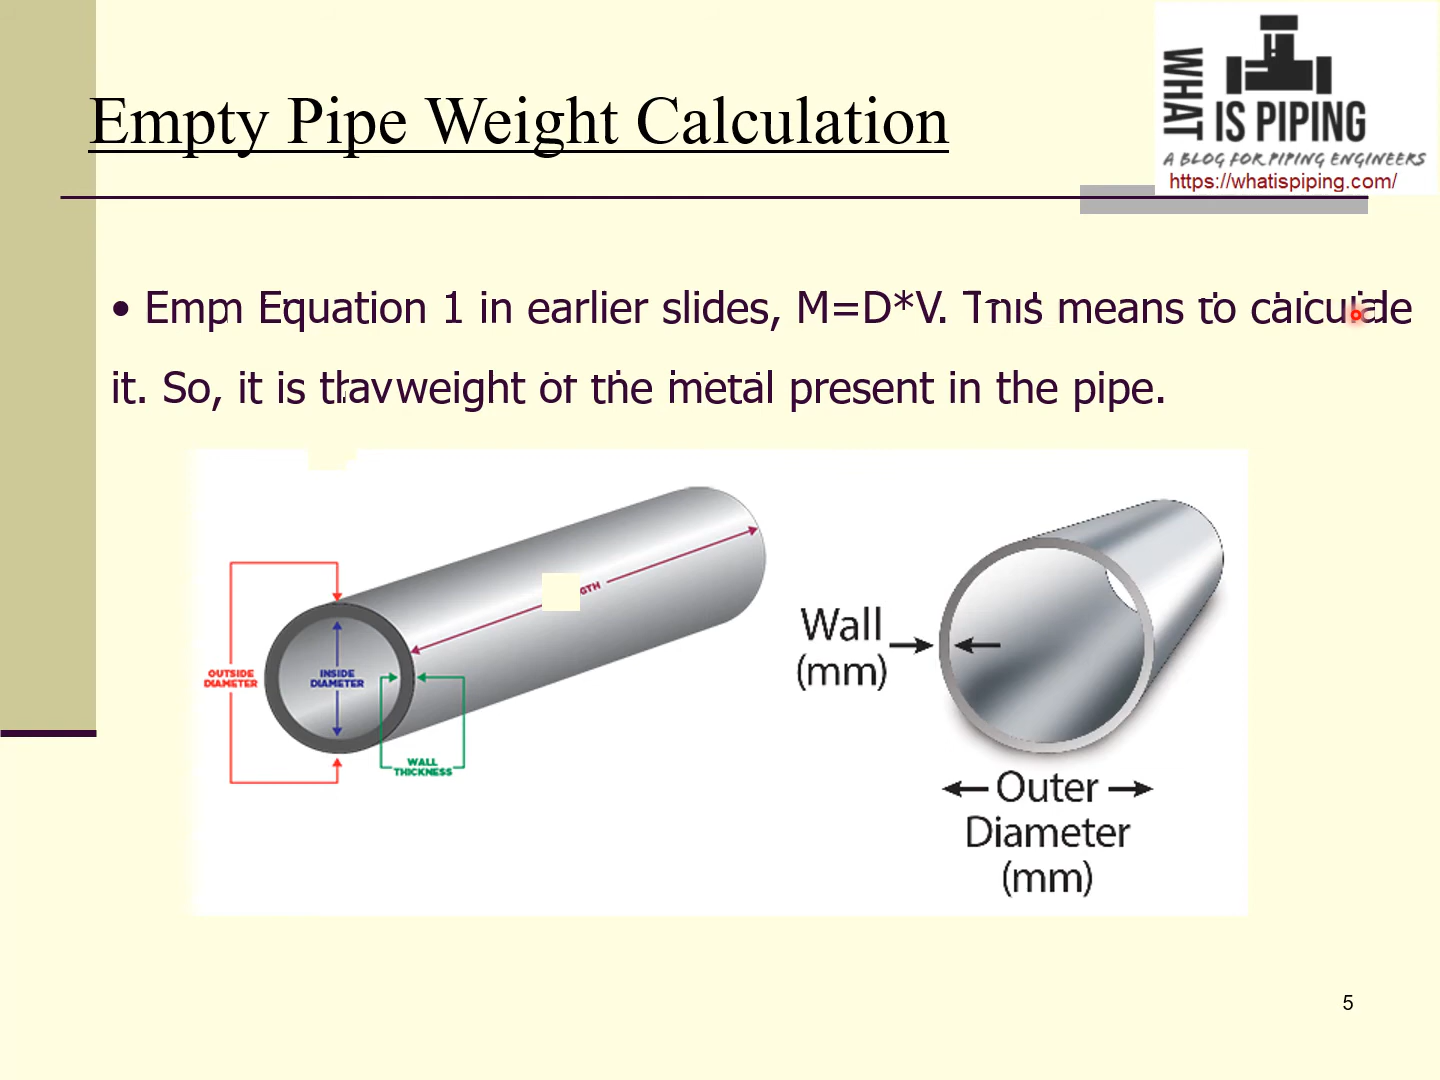 WHAT
IS PIPING
A BLOG FOR PIPING ENGINEERS
https://whatispiping.com/
Empty Pipe Weight Calculation
• Equation 1 in earlier slides, M=D*V. This means to
it. So, it is weight of the metal present in the pipe.
OUTSIDE
DIAMETER
INSIDE
DIAMETER
WALL
THICKNESS
Wall
(mm)
Outer
Diameter
(mm)
5